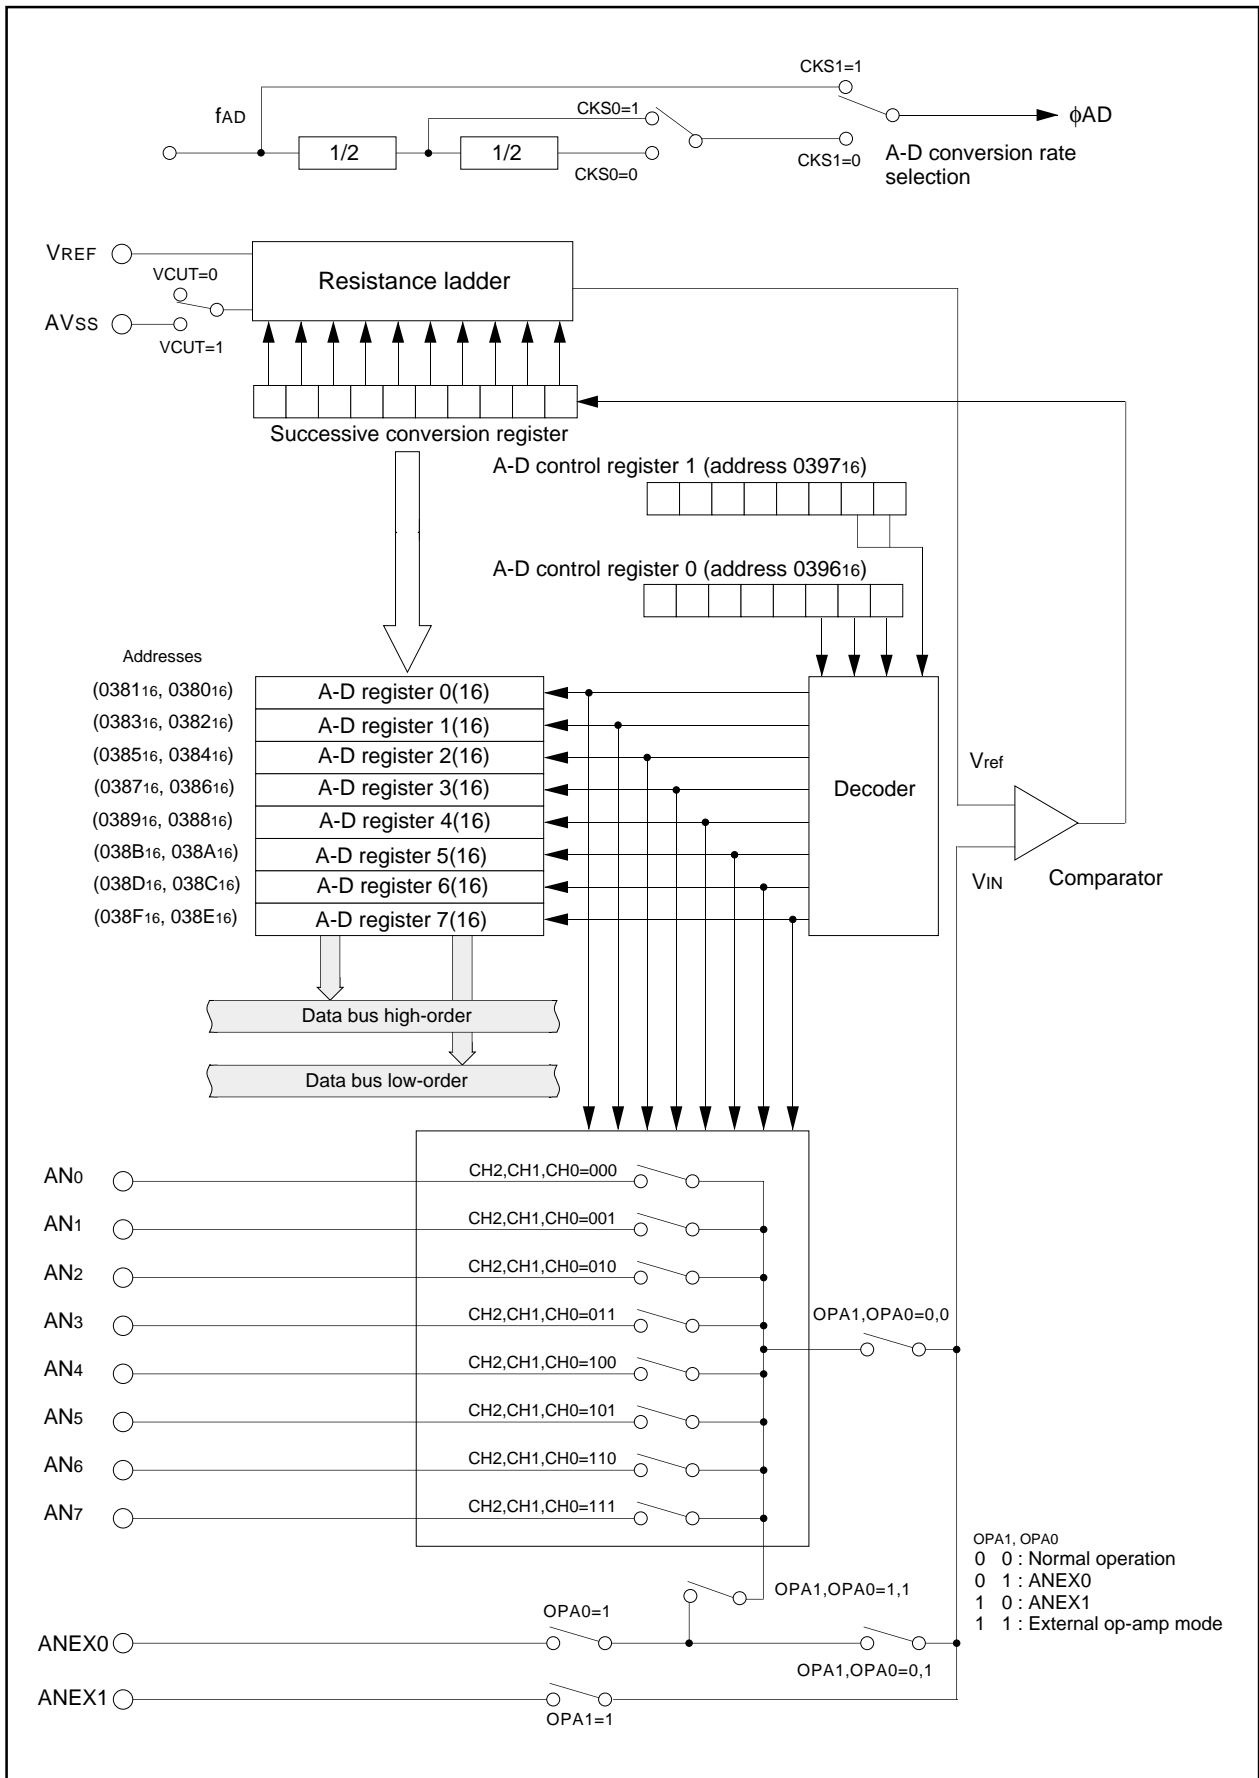 CKS1=1
fAD
CKS0=1
φAD
1/2
1/2
CKS0=0
CKS1=0
A-D conversion rate
selection
VREF
VCUT=0
Resistance ladder
AVSS
VCUT=1
Successive conversion register
A-D control register 1 (address 039716)
A-D control register 0 (address 039616)
Addresses
(038116, 038016)
A-D register 0(16)
(038316, 038216)
A-D register 1(16)
(038516, 038416)
A-D register 2(16)
(038716, 038616)
A-D register 3(16)
(038916, 038816)
A-D register 4(16)
(038B16, 038A16)
A-D register 5(16)
(038D16, 038C16)
A-D register 6(16)
(038F16, 038E16)
A-D register 7(16)
Decoder
Vref
VIN
Comparator
Data bus high-order
Data bus low-order
AN0
CH2,CH1,CH0=000
AN1
CH2,CH1,CH0=001
AN2
CH2,CH1,CH0=010
AN3
CH2,CH1,CH0=011
OPA1,OPA0=0,0
AN4
CH2,CH1,CH0=100
AN5
CH2,CH1,CH0=101
AN6
CH2,CH1,CH0=110
AN7
CH2,CH1,CH0=111
OPA1, OPA0
0 0 : Normal operation
0 1 : ANEX0
1 0 : ANEX1
1 1 : External op-amp mode
OPA1,OPA0=1,1
OPA0=1
ANEX0
OPA1,OPA0=0,1
ANEX1
OPA1=1